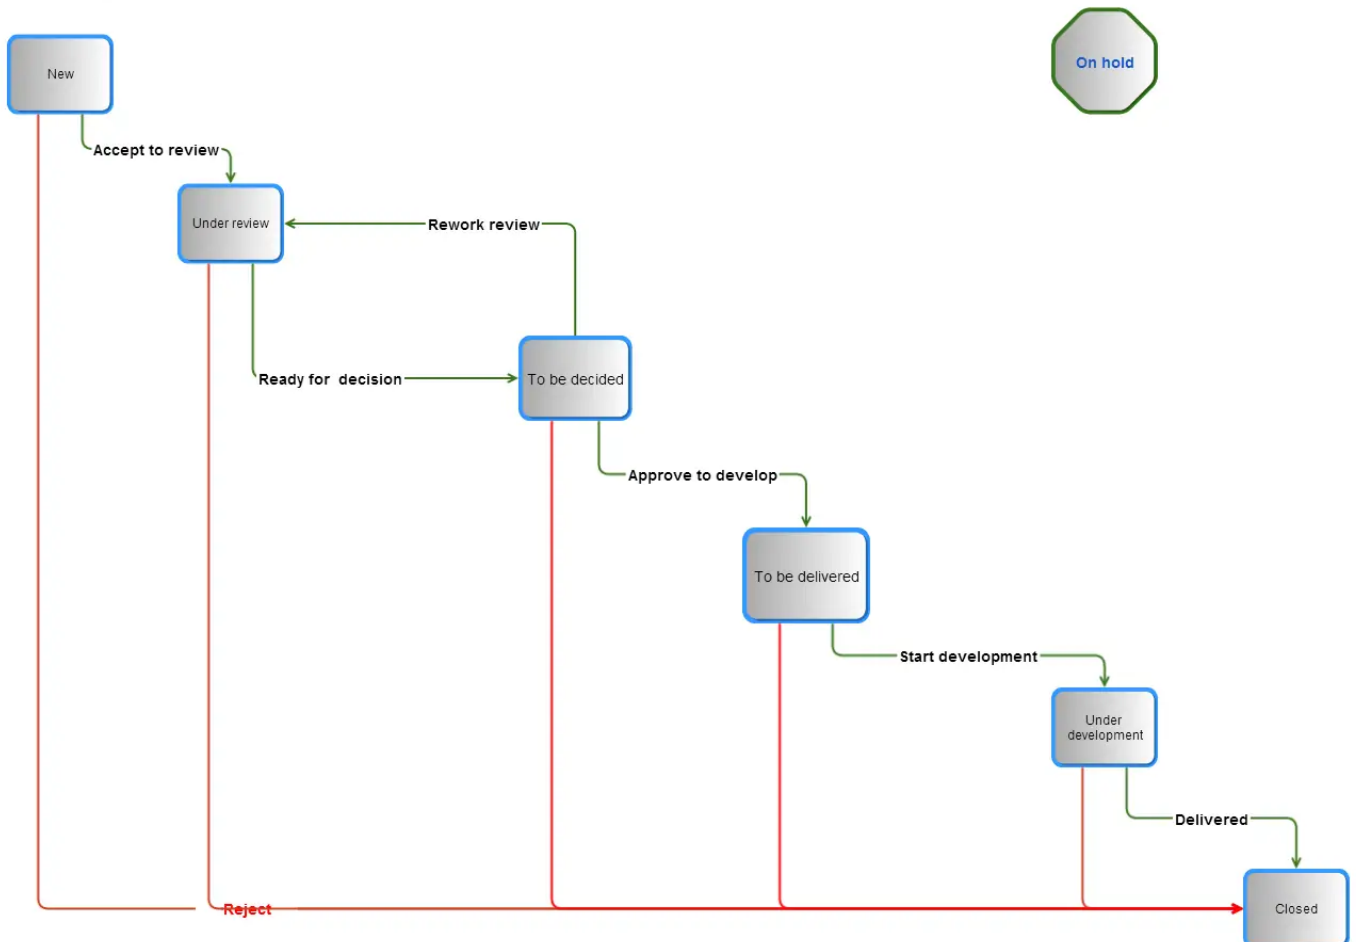 On hold
New
Accept to review
Under review
Rework review
Ready for  decision
To be decided
Approve to develop
To be delivered
Start development
Under
development
Delivered
Reject
Closed